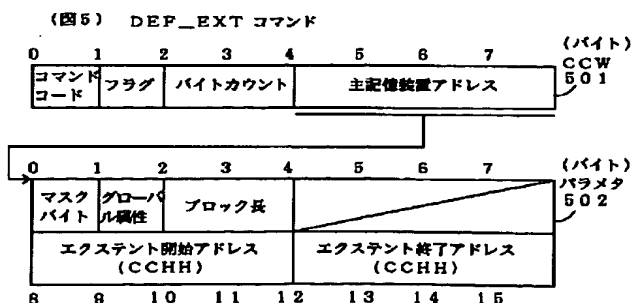 (図5) DEF_EXT コマンド
0 1 2 3 4 5 6 7 (バイト)
コマンドコード フラグ バイトカウント 主記憶装置アドレス CCW 501
0 1 2 3 4 5 6 7 (バイト)
マスクバイト グローバル属性 ブロック長 パラメタ 502
エクステント開始アドレス (CCHH) エクステント終了アドレス (CCHH)
8 9 10 11 12 13 14 15